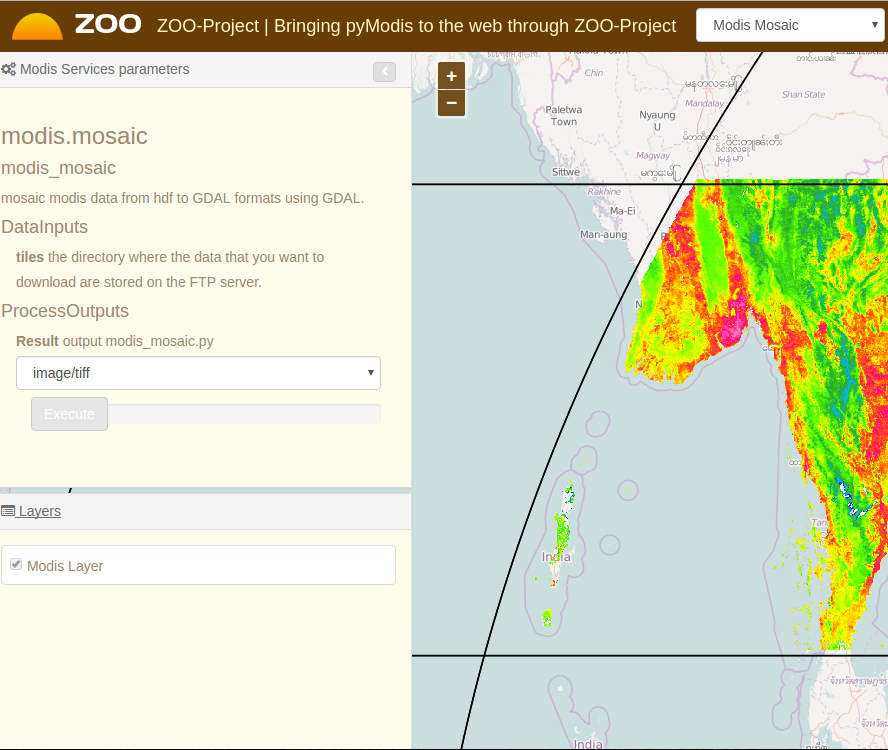 ZOO
ZOO-Project | Bringing pyModis to the web through ZOO-Project
Modis Mosaic
Modis Services parameters
modis.mosaic
modis_mosaic
mosaic modis data from hdf to GDAL formats using GDAL.
DataInputs
tiles the directory where the data that you want to
download are stored on the FTP server.
ProcessOutputs
Result output modis_mosaic.py
image/tiff
Execute
Layers
Modis Layer
+
−
Chin
Paletwa
Town
Nyaung
U
Mandalay
Shan State
Magway
Sittwe
Rakhine
Ma-Ei
Man-aung
India
India